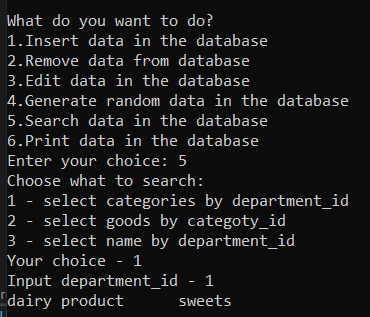 What do you want to do?
1.Insert data in the database
2.Remove data from database
3.Edit data in the database
4.Generate random data in the database
5.Search data in the database
6.Print data in the database
Enter your choice: 5
Choose what to search:
1 - select categories by department_id
2 - select goods by categoty_id
3 - select name by department_id
Your choice - 1
Input department_id - 1
dairy product      sweets